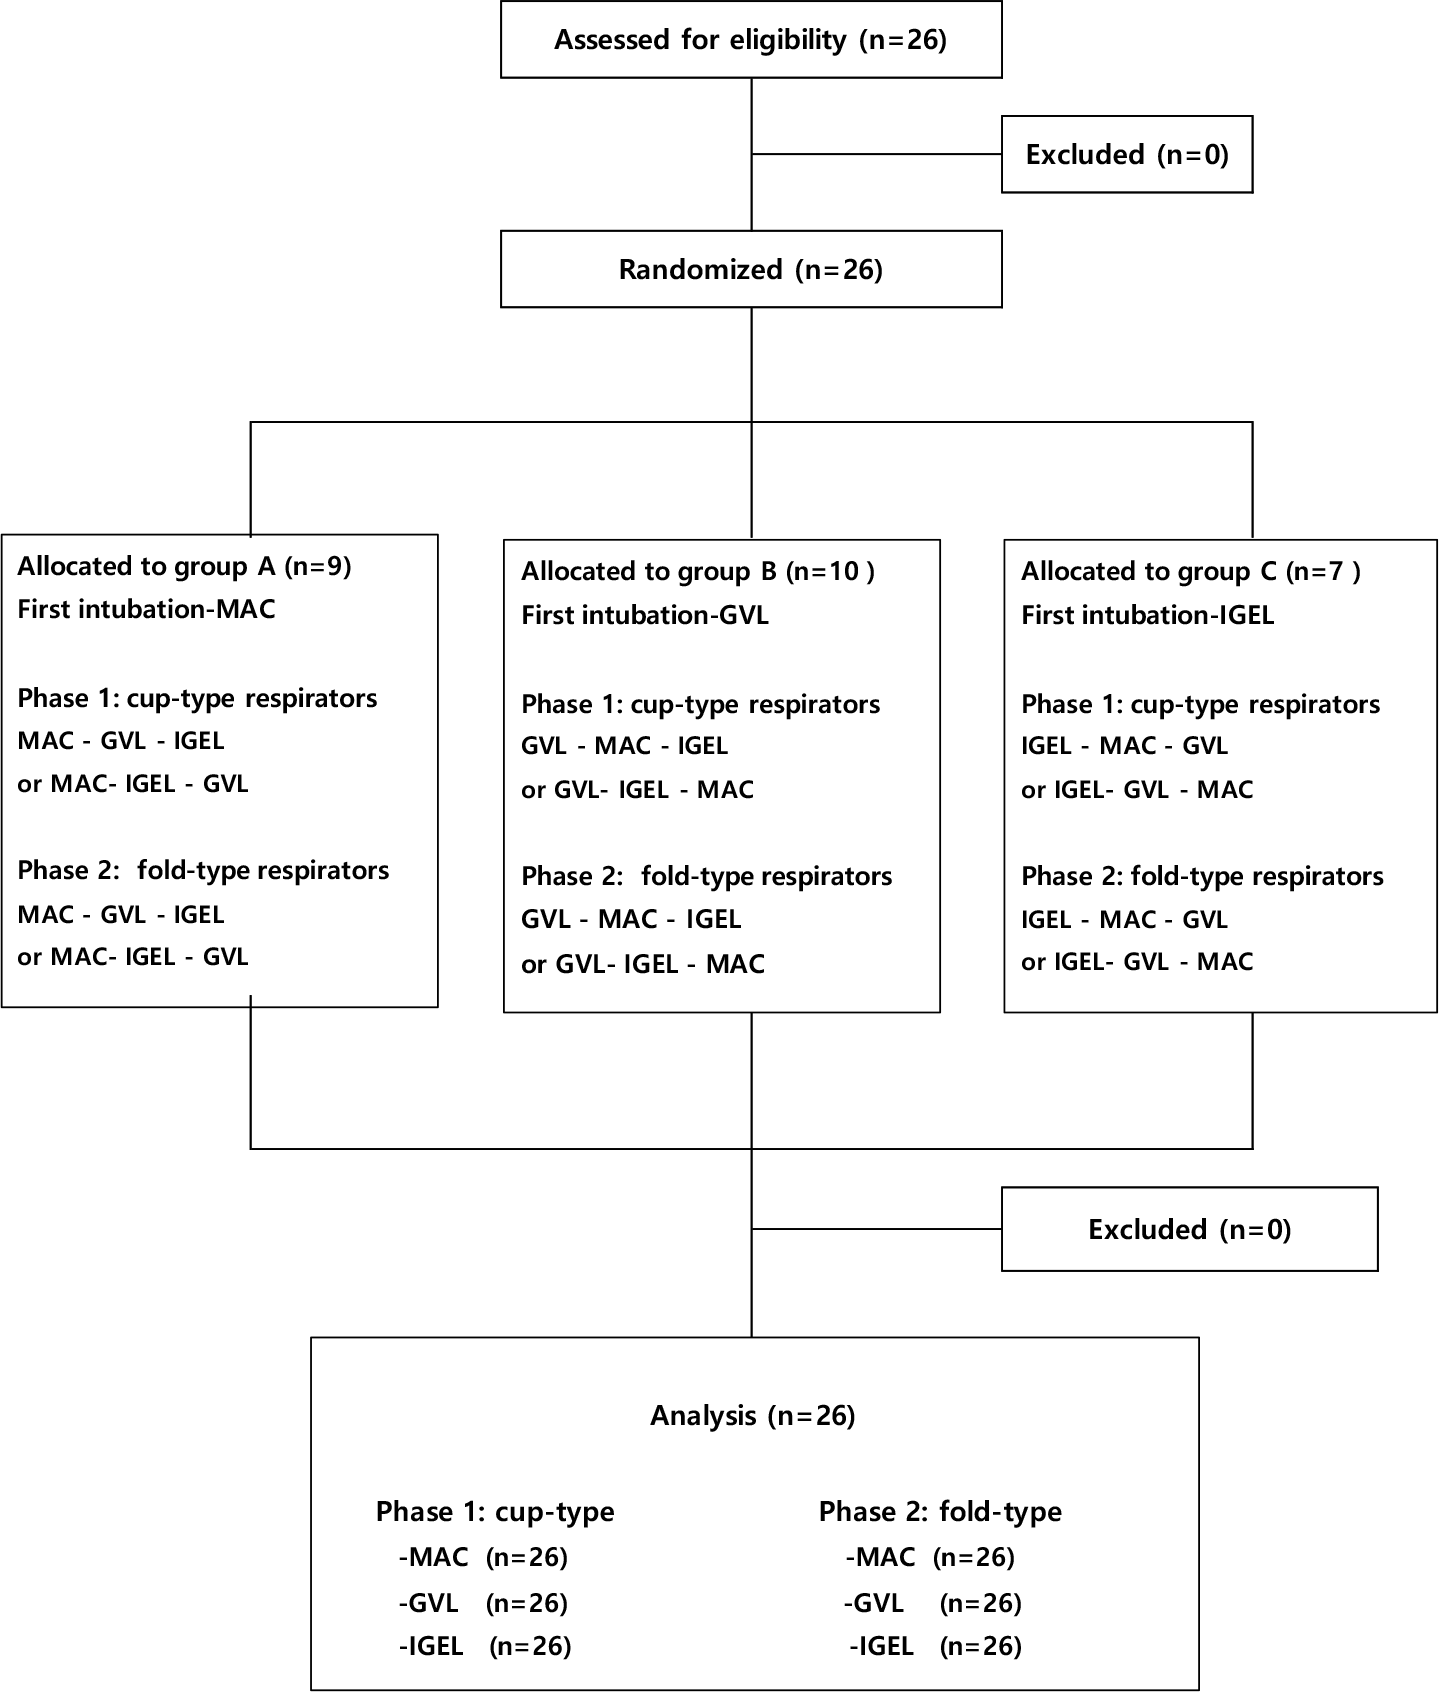 Assessed for eligibility (n=26)
Excluded (n=0)
Randomized (n=26)
Allocated to group A (n=9)
First intubation-MAC
Phase 1: cup-type respirators
MAC - GVL - IGEL
or MAC- IGEL - GVL
Phase 2: fold-type respirators
MAC - GVL - IGEL
or MAC- IGEL - GVL
Allocated to group B (n=10 )
First intubation-GVL
Phase 1: cup-type respirators
GVL - MAC - IGEL
or GVL- IGEL - MAC
Phase 2: fold-type respirators
GVL - MAC - IGEL
or GVL- IGEL - MAC
Allocated to group C (n=7 )
First intubation-IGEL
Phase 1: cup-type respirators
IGEL - MAC - GVL
or IGEL- GVL - MAC
Phase 2: fold-type respirators
IGEL - MAC - GVL
or IGEL- GVL - MAC
Excluded (n=0)
Analysis (n=26)
Phase 1: cup-type
-MAC (n=26)
-GVL (n=26)
-IGEL (n=26)
Phase 2: fold-type
-MAC (n=26)
-GVL (n=26)
-IGEL (n=26)